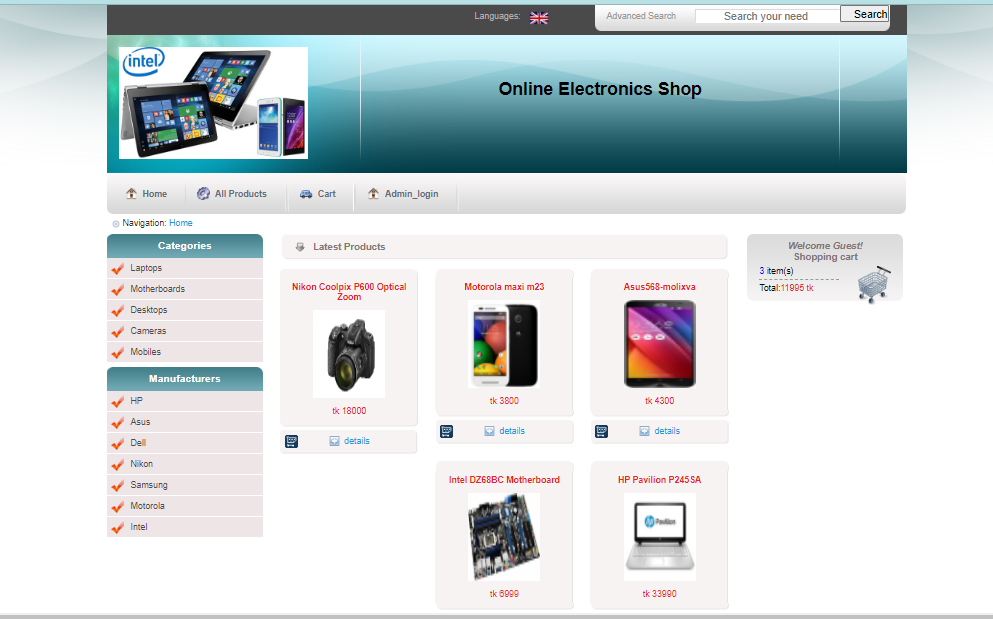 Languages:
Advanced Search
Search your need
Search
intel
Online Electronics Shop
Home
All Products
Cart
Admin_login
Navigation: Home
Categories
Laptops
Motherboards
Desktops
Cameras
Mobiles
Manufacturers
HP
Asus
Dell
Nikon
Samsung
Motorola
Intel
Latest Products
Nikon Coolpix P600 Optical
Zoom
tk 18000
details
Motorola maxi m23
tk 3800
details
Asus568-molixva
tk 4300
details
Intel DZ68BC Motherboard
tk 6999
HP Pavilion P245SA
hp Pavilion
tk 33990
Welcome Guest!
Shopping cart
3 item(s)
Total:11995 tk